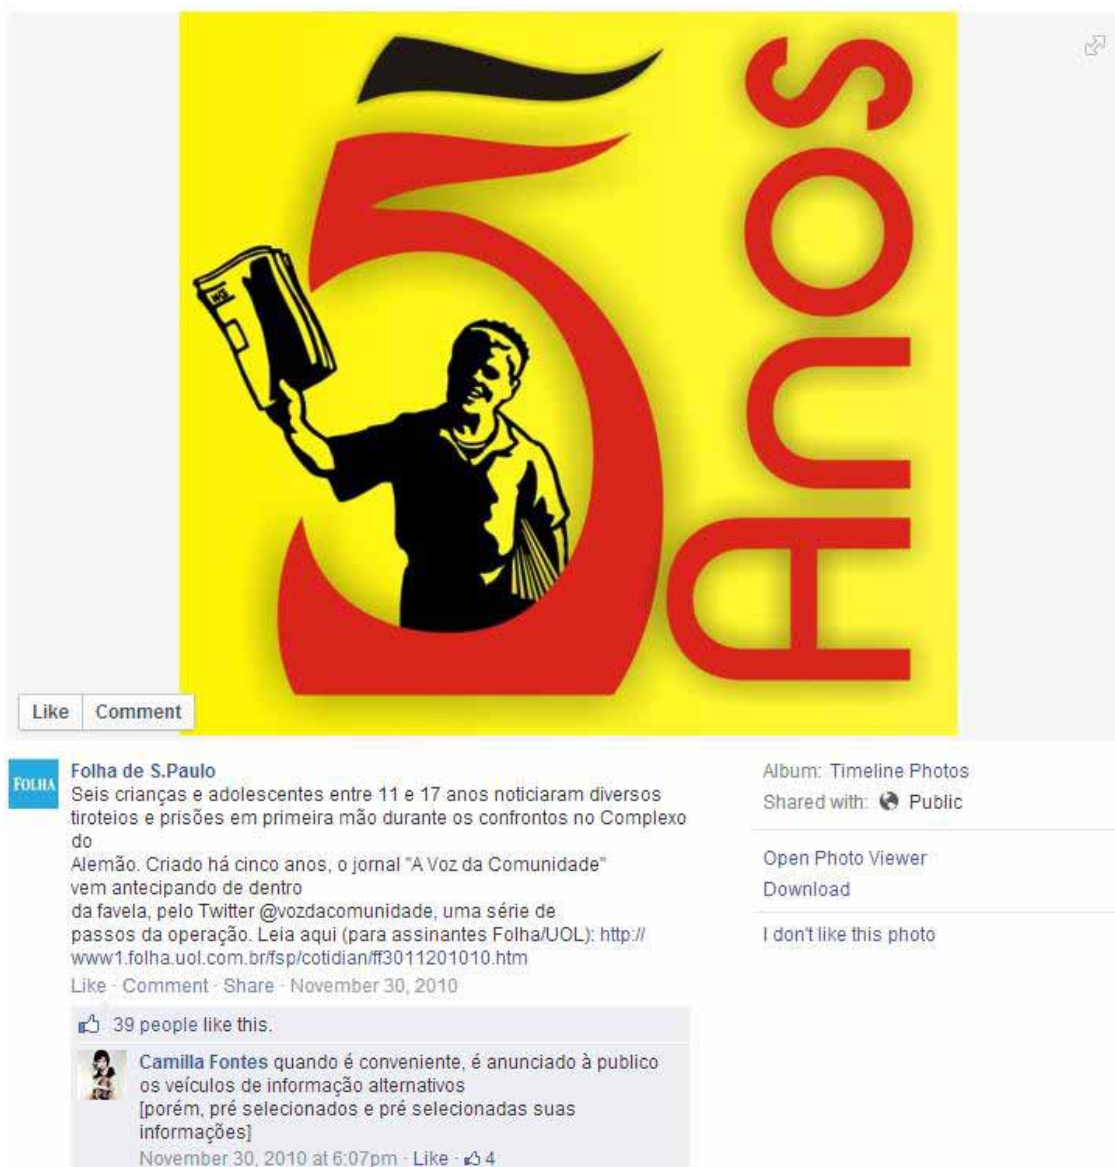 5 Anos
Like Comment
FOLHA
Folha de S.Paulo
Seis crianças e adolescentes entre 11 e 17 anos noticiaram diversos
tiroteios e prisões em primeira mão durante os confrontos no Complexo
do
Alemão. Criado há cinco anos, o jornal "A Voz da Comunidade"
vem antecipando de dentro
da favela, pelo Twitter @vozdacomunidade, uma série de
passos da operação. Leia aqui (para assinantes Folha/UOL): http://
www1.folha.uol.com.br/fsp/cotidian/ff3011201010.htm
Like · Comment · Share · November 30, 2010
39 people like this.
Camilla Fontes quando é conveniente, é anunciado à publico
os veículos de informação alternativos
[porém, pré selecionados e pré selecionadas suas
informações]
November 30, 2010 at 6:07pm · Like · 4
Album: Timeline Photos
Shared with: Public
Open Photo Viewer
Download
I don't like this photo